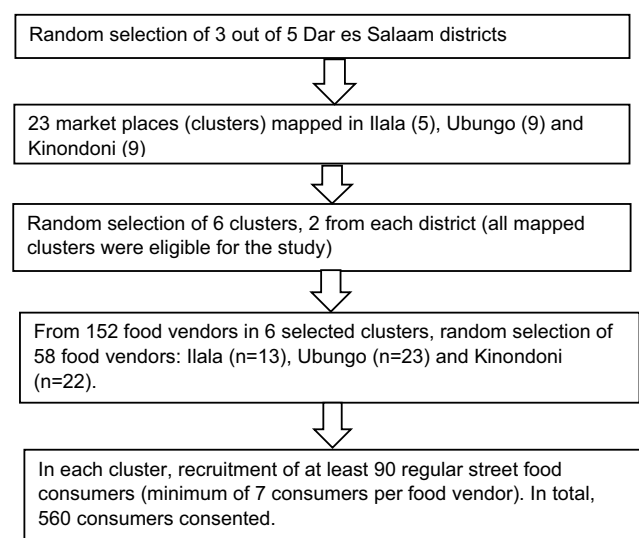 Random selection of 3 out of 5 Dar es Salaam districts
23 market places (clusters) mapped in Ilala (5), Ubungo (9) and
Kinondoni (9)
Random selection of 6 clusters, 2 from each district (all mapped
clusters were eligible for the study)
From 152 food vendors in 6 selected clusters, random selection of
58 food vendors: Ilala (n=13), Ubungo (n=23) and Kinondoni
(n=22).
In each cluster, recruitment of at least 90 regular street food
consumers (minimum of 7 consumers per food vendor). In total,
560 consumers consented.